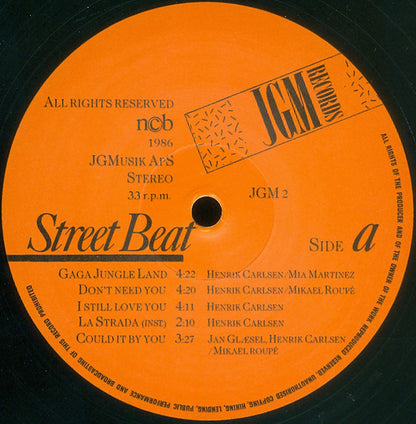 ALL RIGHTS RESERVED
ncb
1986
JGMUSIK APS
STEREO
33 r.p.m.
JGM
RECORDS
JGM 2
Street Beat
SIDE a
GAGA JUNGLE LAND 4:22 HENRIK CARLSEN/MIA MARTINEZ
DON'T NEED YOU 4:20 HENRIK CARLSEN/MIKAEL ROUPÉ
I STILL LOVE YOU 4:11 HENRIK CARLSEN
LA STRADA (INST.) 2:10 HENRIK CARLSEN
COULD IT BY YOU 3:27 JAN GLÆSEL, HENRIK CARLSEN
/MIKAEL ROUPÉ
ALL RIGHTS OF THE PRODUCER AND OF THE OWNER OF THE WORK REPRODUCED RESERVED. UNAUTHORISED COPYING, HIRING, LENDING, PUBLIC PERFORMANCE AND BROADCASTING OF THIS RECORD PROHIBITED.